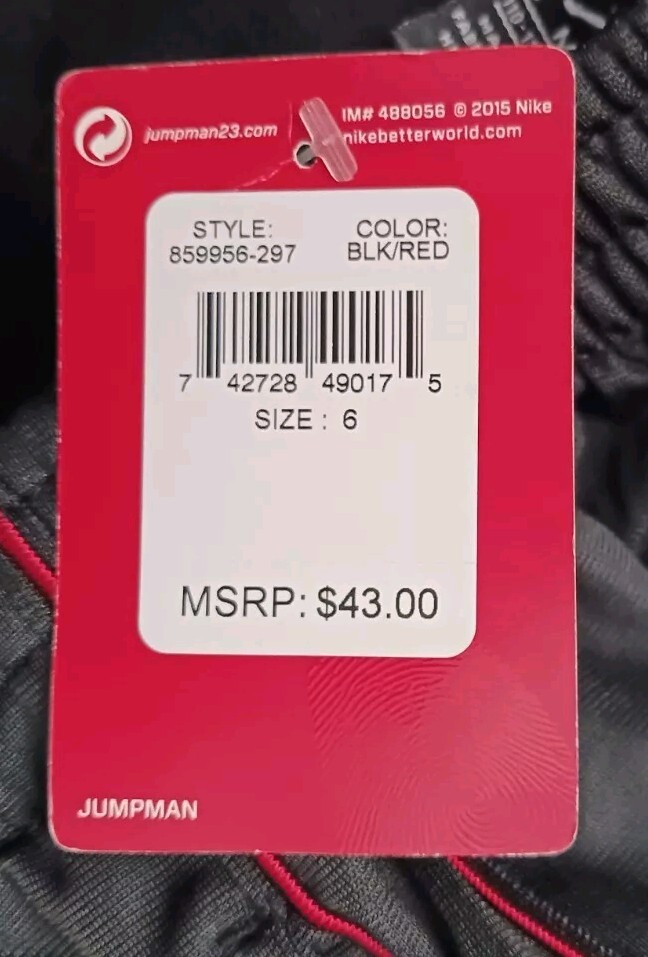 jumpman23.com
IM# 488056 © 2015 Nike
nikebetterworld.com
STYLE:
859956-297
COLOR:
BLK/RED
7 42728 49017 5
SIZE : 6
MSRP: $43.00
JUMPMAN